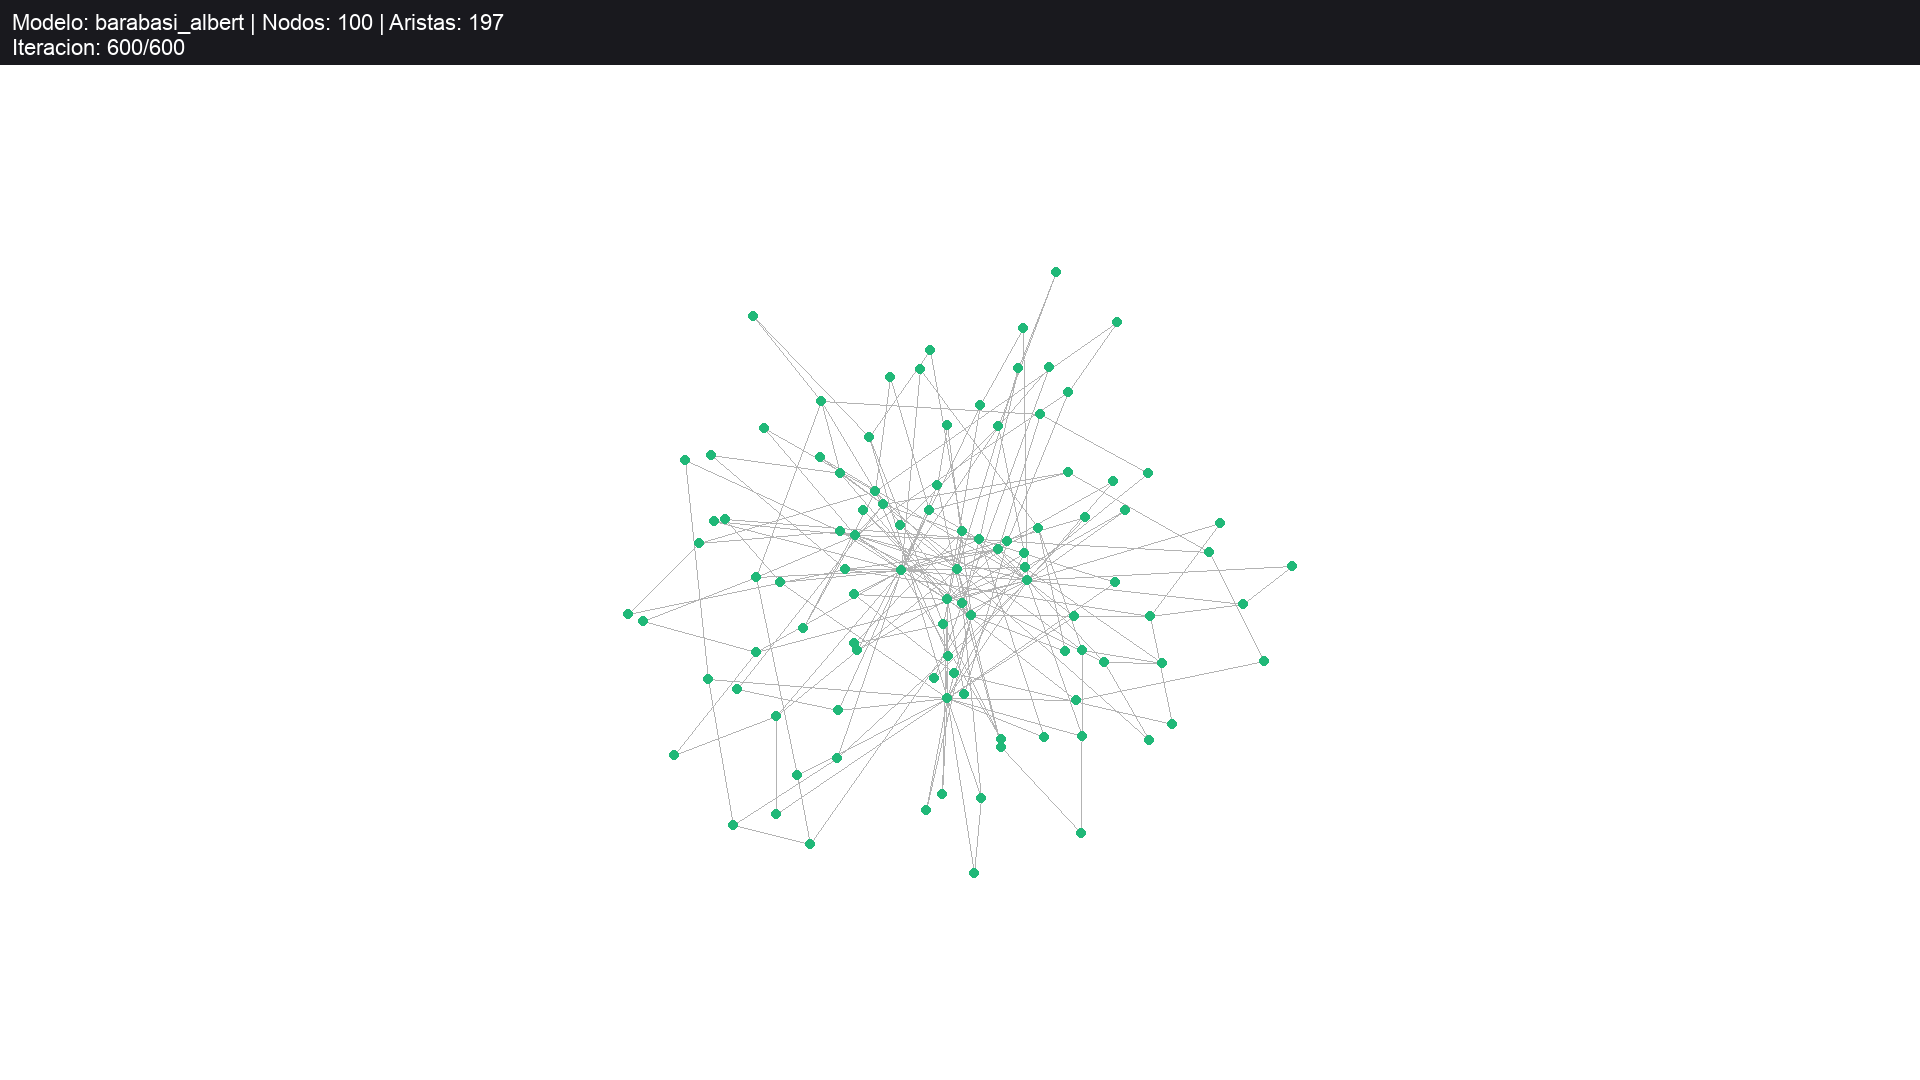 Modelo: barabasi_albert | Nodos: 100 | Aristas: 197
Iteracion: 600/600